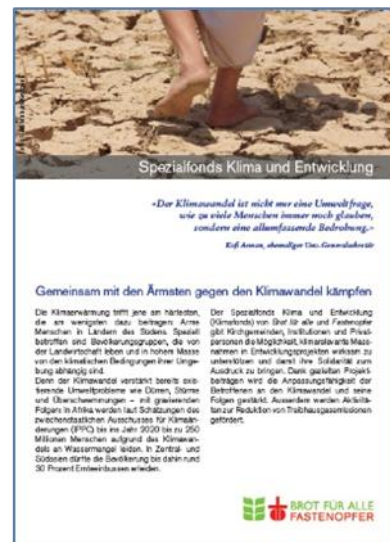 Spezialfonds Klima und Entwicklung
«Der Klimawandel ist nicht nur eine Umweltfrage,
wie zu viele Menschen immer noch glauben,
sondern eine allumfassende Bedrohung.»
Kofi Annan, ehemaliger Uno-Generalsekretär
Gemeinsam mit den Ärmsten gegen den Klimawandel kämpfen
Die Klimaerwärmung trifft jene am härtesten,
die am wenigsten dazu beitragen: Arme
Menschen in Ländern des Südens. Speziell
betroffen sind Bevölkerungsgruppen, die von
der Landwirtschaft leben und in hohem Masse
von den klimatischen Bedingungen ihrer Umge-
bung abhängig sind.
Denn der Klimawandel verstärkt bereits exis-
tierende Umweltprobleme wie Dürren, Stürme
und Überschwemmungen – mit gravierenden
Folgen: In Afrika werden laut Schätzungen des
zwischenstaatlichen Ausschusses für Klimaän-
derungen (IPPC) bis ins Jahr 2020 bis zu 250
Millionen Menschen aufgrund des Klimawan-
dels an Wassermangel leiden. In Zentral- und
Südasien dürfte die Bevölkerung bis dahin rund
30 Prozent Ernteeinbussen erleiden.
Der Spezialfonds Klima und Entwicklung
(Klimafonds) von Brot für alle und Fastenopfer
gibt Kirchgemeinden, Institutionen und Privat-
personen die Möglichkeit, klimarelevante Mass-
nahmen in Entwicklungsprojekten wirksam zu
unterstützen und damit ihre Solidarität zum
Ausdruck zu bringen. Dank gezielten Projekt-
beiträgen wird die Anpassungsfähigkeit der
Betroffenen an den Klimawandel und seine
Folgen gestärkt. Ausserdem werden Aktivitä-
ten zur Reduktion von Treibhausgasemissionen
gefördert.
BROT FÜR ALLE
FASTENOPFER